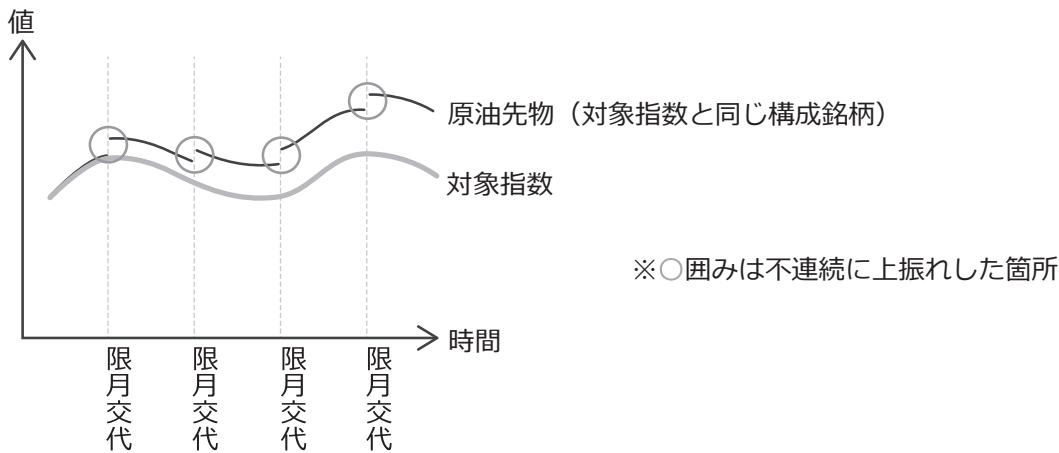 値
原油先物（対象指数と同じ構成銘柄）
対象指数
※○囲みは不連続に上振れした箇所
時間
限月交代
限月交代
限月交代
限月交代